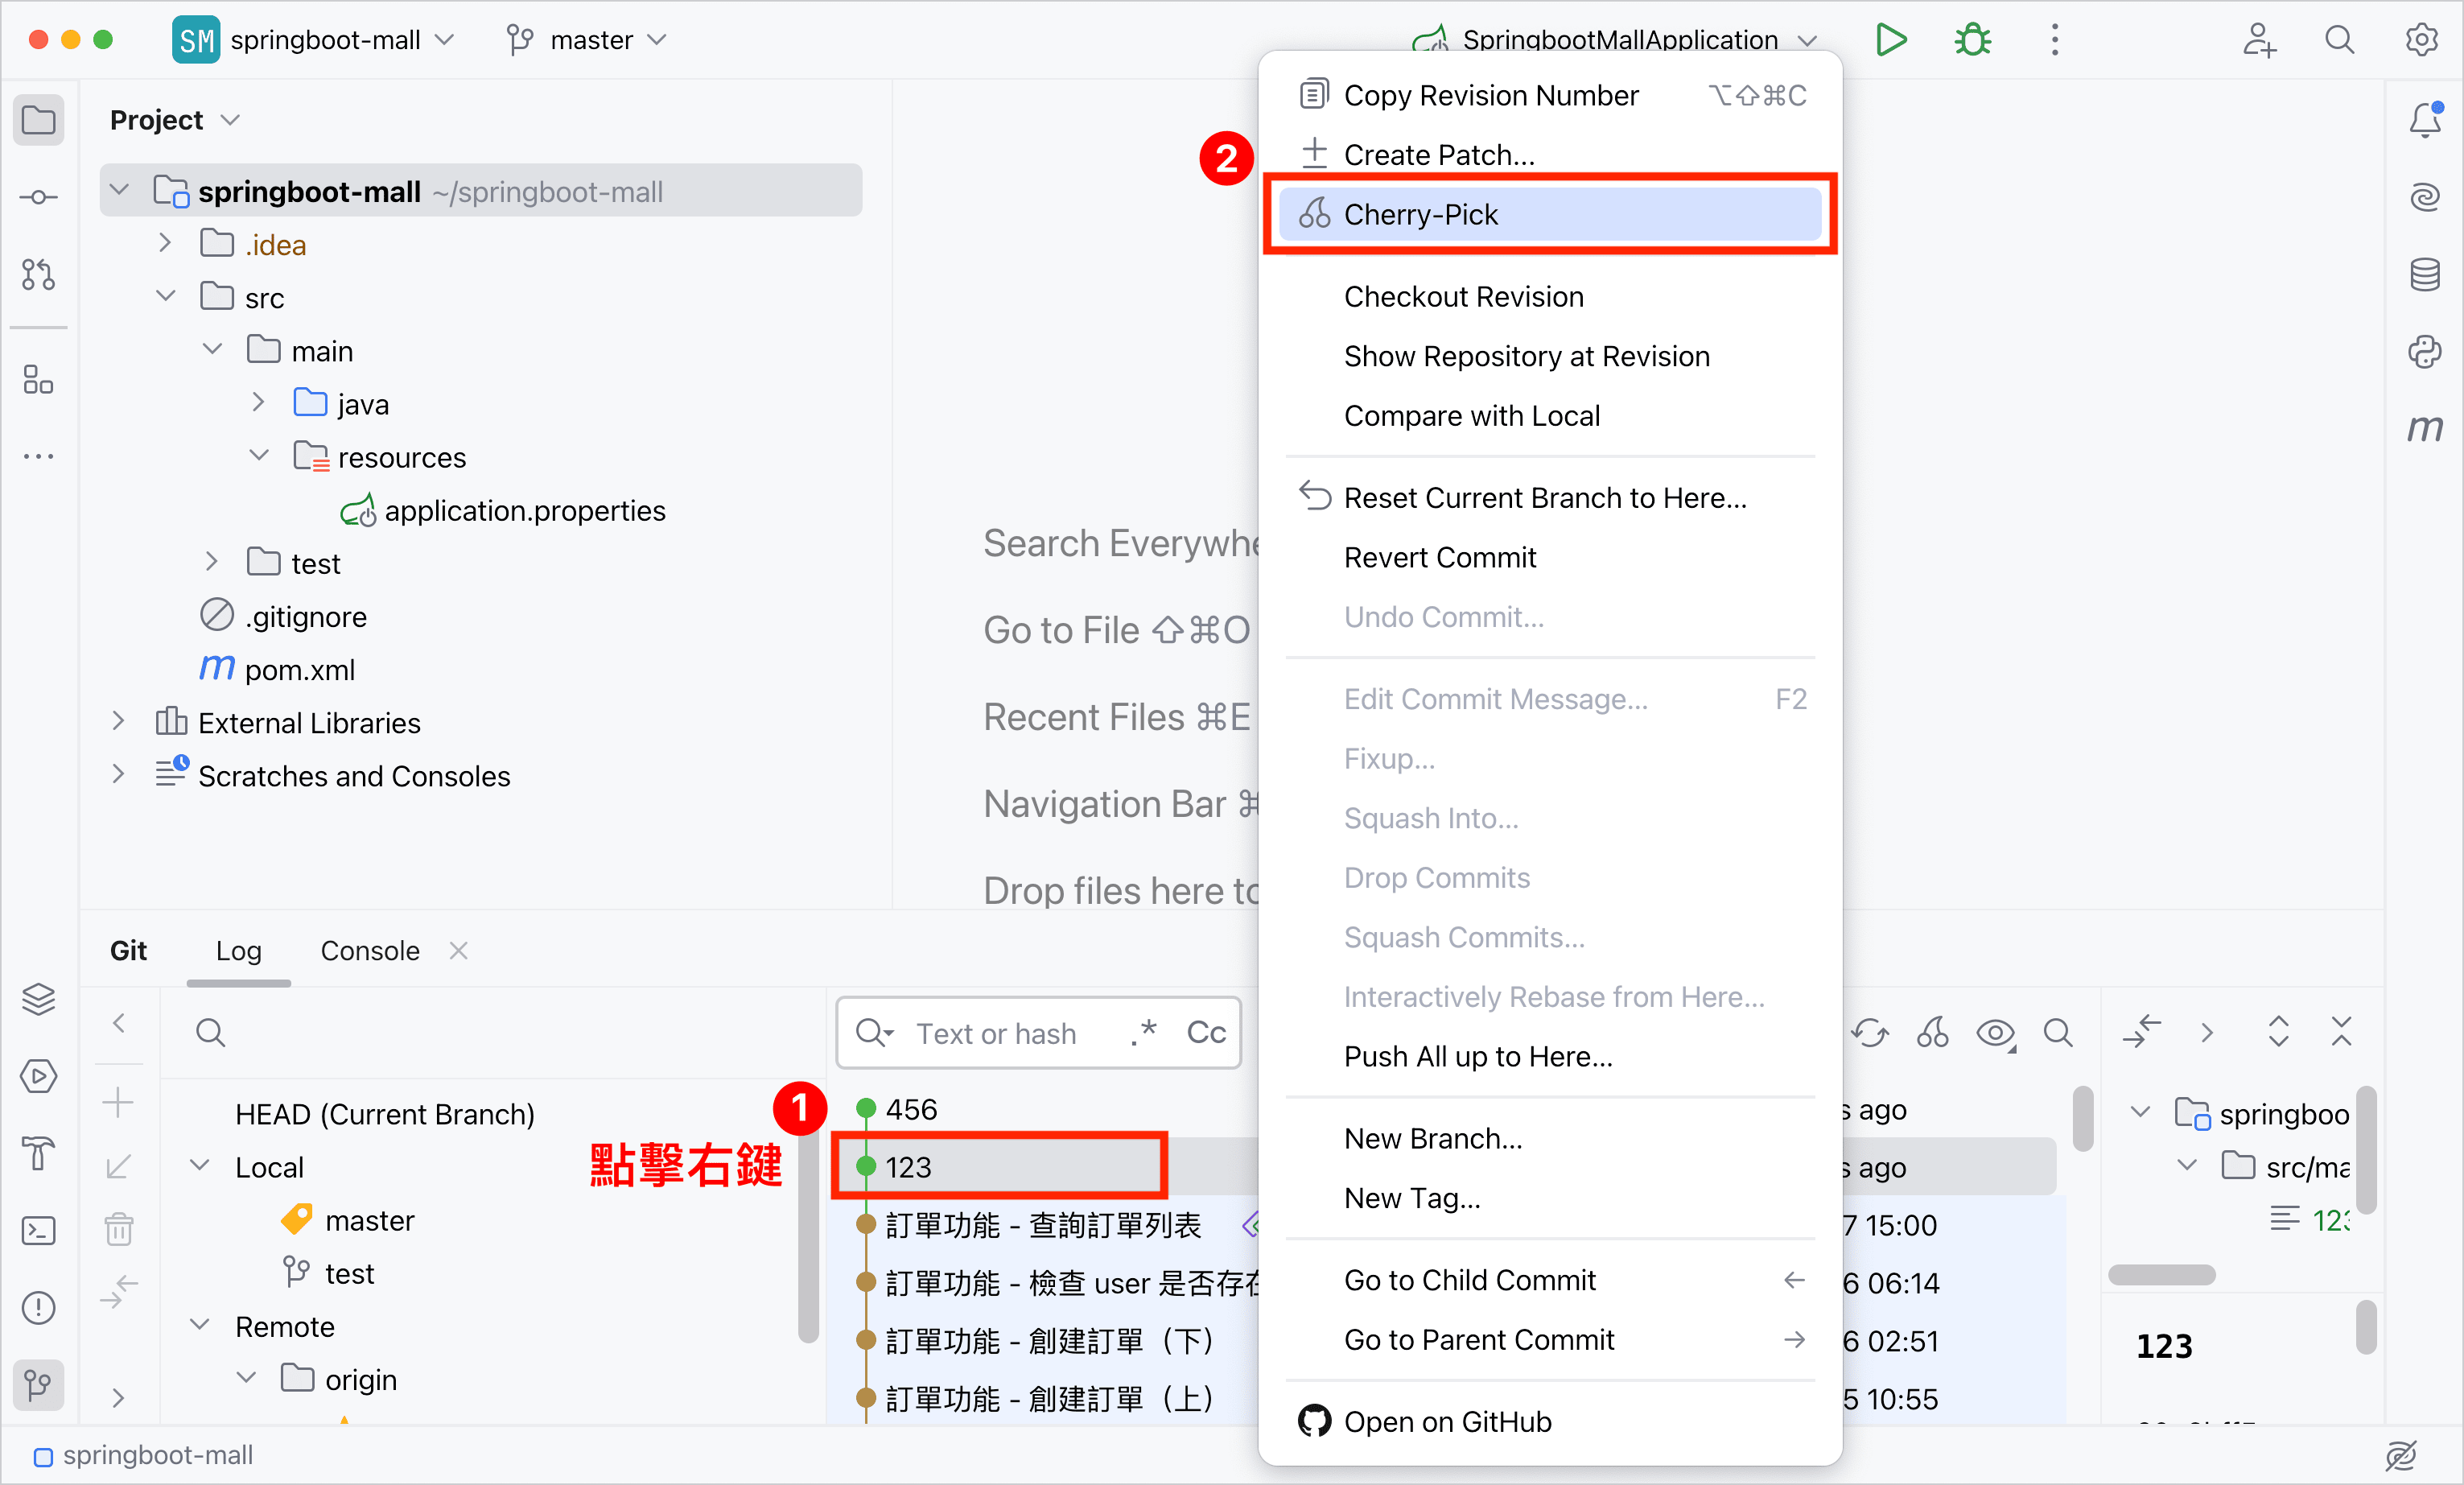 SM springboot-mall master SpringbootMallApplication
Project
springboot-mall ~/springboot-mall
.idea
src
main
java
resources
application.properties
test
.gitignore
m pom.xml
External Libraries
Scratches and Consoles
Search Everywhe
Go to File ⇧⌘O
Recent Files ⌘E
Navigation Bar ⌘
Drop files here to
2
Copy Revision Number ⌥⇧⌘C
Create Patch...
Cherry-Pick
Checkout Revision
Show Repository at Revision
Compare with Local
Reset Current Branch to Here...
Revert Commit
Undo Commit...
Edit Commit Message... F2
Fixup...
Squash Into...
Drop Commits
Squash Commits...
Interactively Rebase from Here...
Push All up to Here...
New Branch...
New Tag...
Go to Child Commit ←
Go to Parent Commit →
Open on GitHub
m
Git Log Console
Text or hash .* Cc
HEAD (Current Branch)
Local
master
test
Remote
origin
1
點擊右鍵
456
s ago
123
s ago
訂單功能 - 查詢訂單列表
7 15:00
訂單功能 - 檢查 user 是否存在
6 06:14
訂單功能 - 創建訂單（下）
6 02:51
訂單功能 - 創建訂單（上）
5 10:55
springboo
src/ma
123
123
springboot-mall